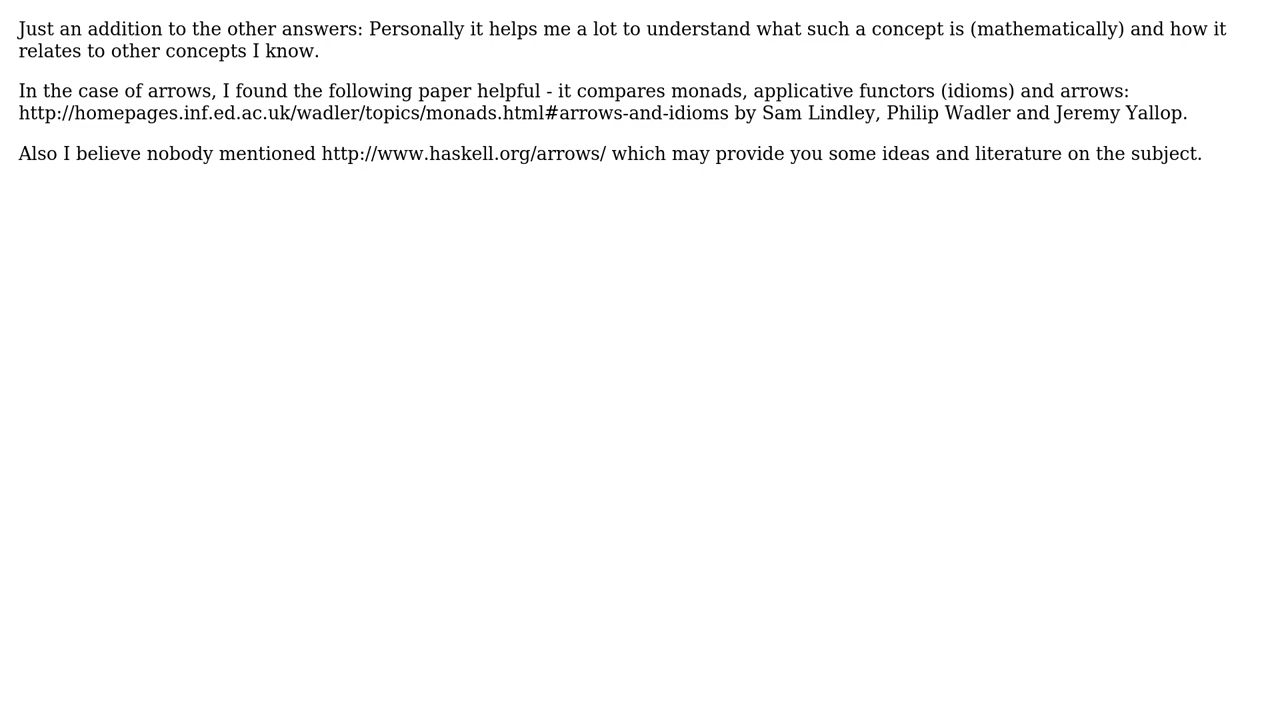 Just an addition to the other answers: Personally it helps me a lot to understand what such a concept is (mathematically) and how it
relates to other concepts I know.
In the case of arrows, I found the following paper helpful - it compares monads, applicative functors (idioms) and arrows:
http://homepages.inf.ed.ac.uk/wadler/topics/monads.html#arrows-and-idioms by Sam Lindley, Philip Wadler and Jeremy Yallop.
Also I believe nobody mentioned http://www.haskell.org/arrows/ which may provide you some ideas and literature on the subject.